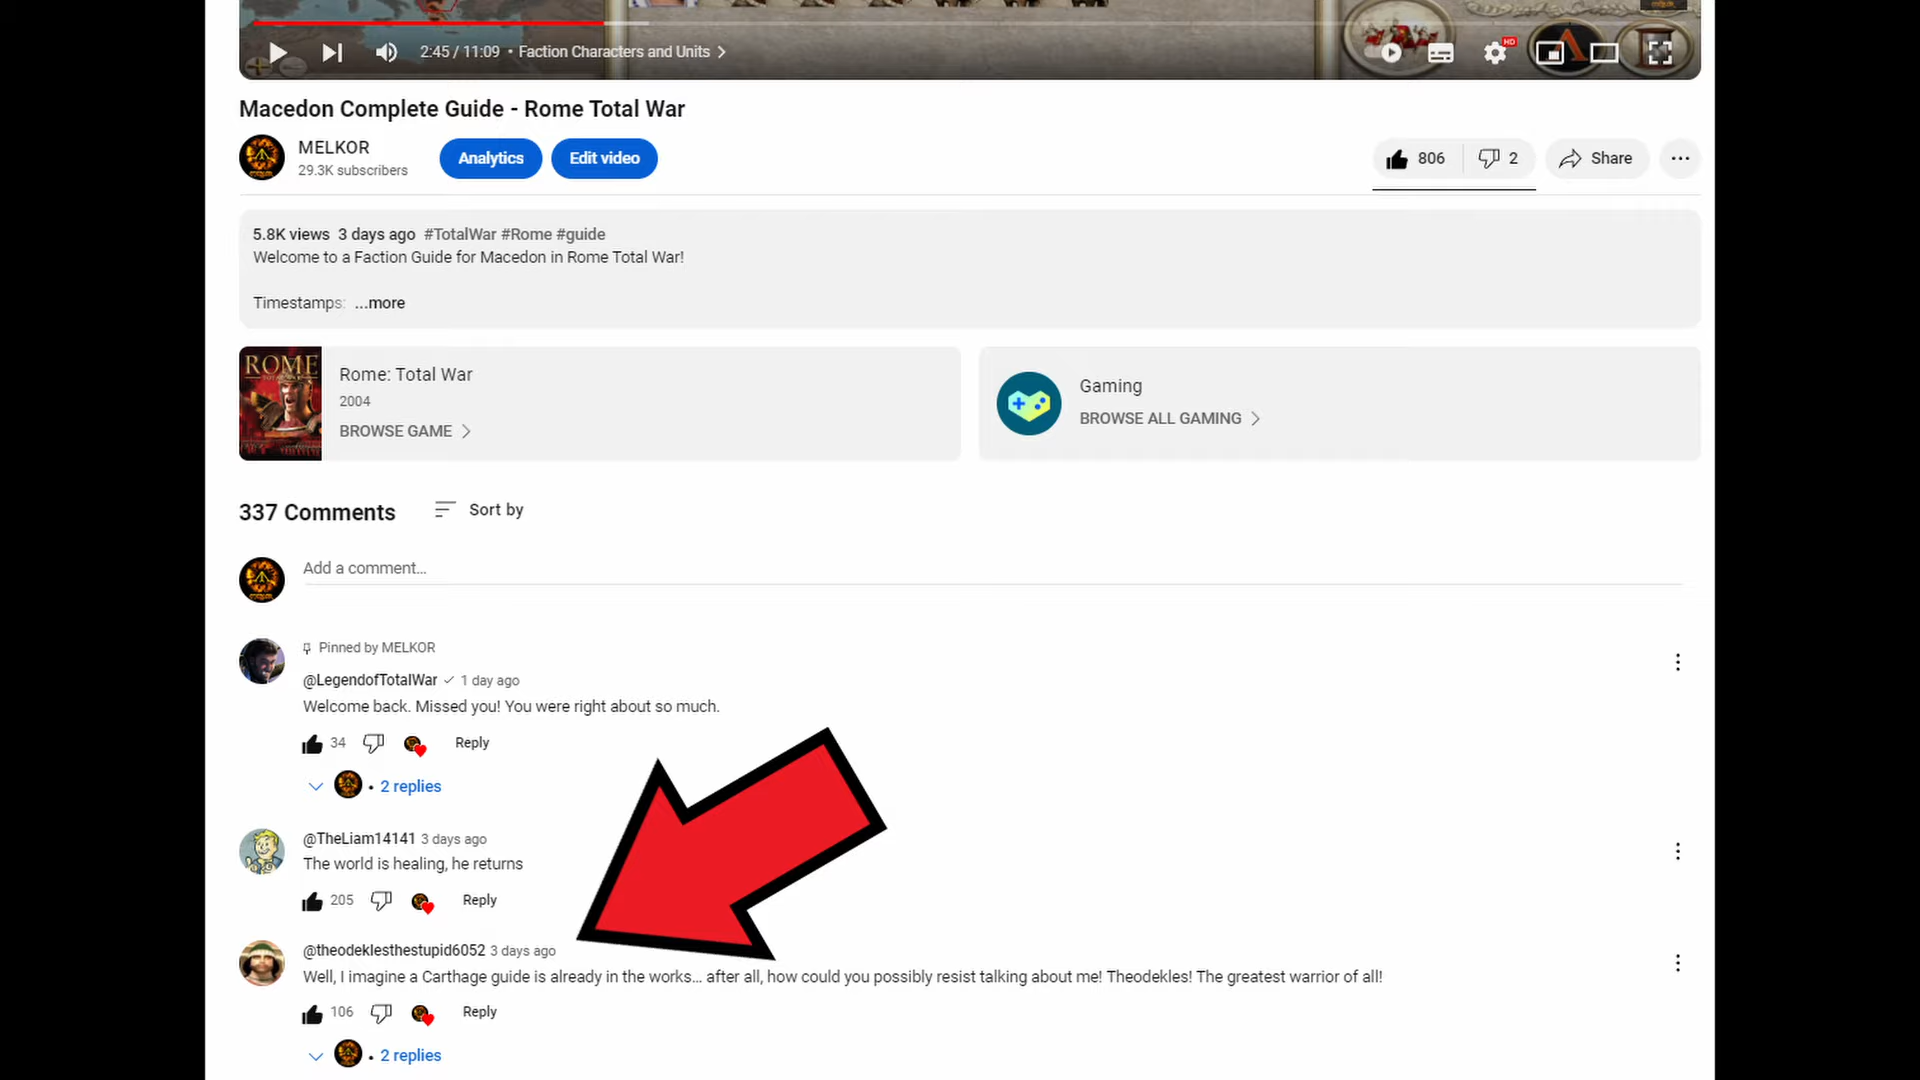 2:45 / 11:09 • Faction Characters and Units
HD
Macedon Complete Guide - Rome Total War
MELKOR
29.3K subscribers
Analytics
Edit video
806
2
Share
5.8K views 3 days ago #TotalWar #Rome #guide
Welcome to a Faction Guide for Macedon in Rome Total War!
Timestamps: ...more
ROME
Rome: Total War
2004
BROWSE GAME
Gaming
BROWSE ALL GAMING
337 Comments
Sort by
Add a comment...
Pinned by MELKOR
@LegendofTotalWar 1 day ago
Welcome back. Missed you! You were right about so much.
34
Reply
• 2 replies
@TheLiam14141 3 days ago
The world is healing, he returns
205
Reply
@theodeklesthestupid6052 3 days ago
Well, I imagine a Carthage guide is already in the works... after all, how could you possibly resist talking about me! Theodekles! The greatest warrior of all!
106
Reply
• 2 replies